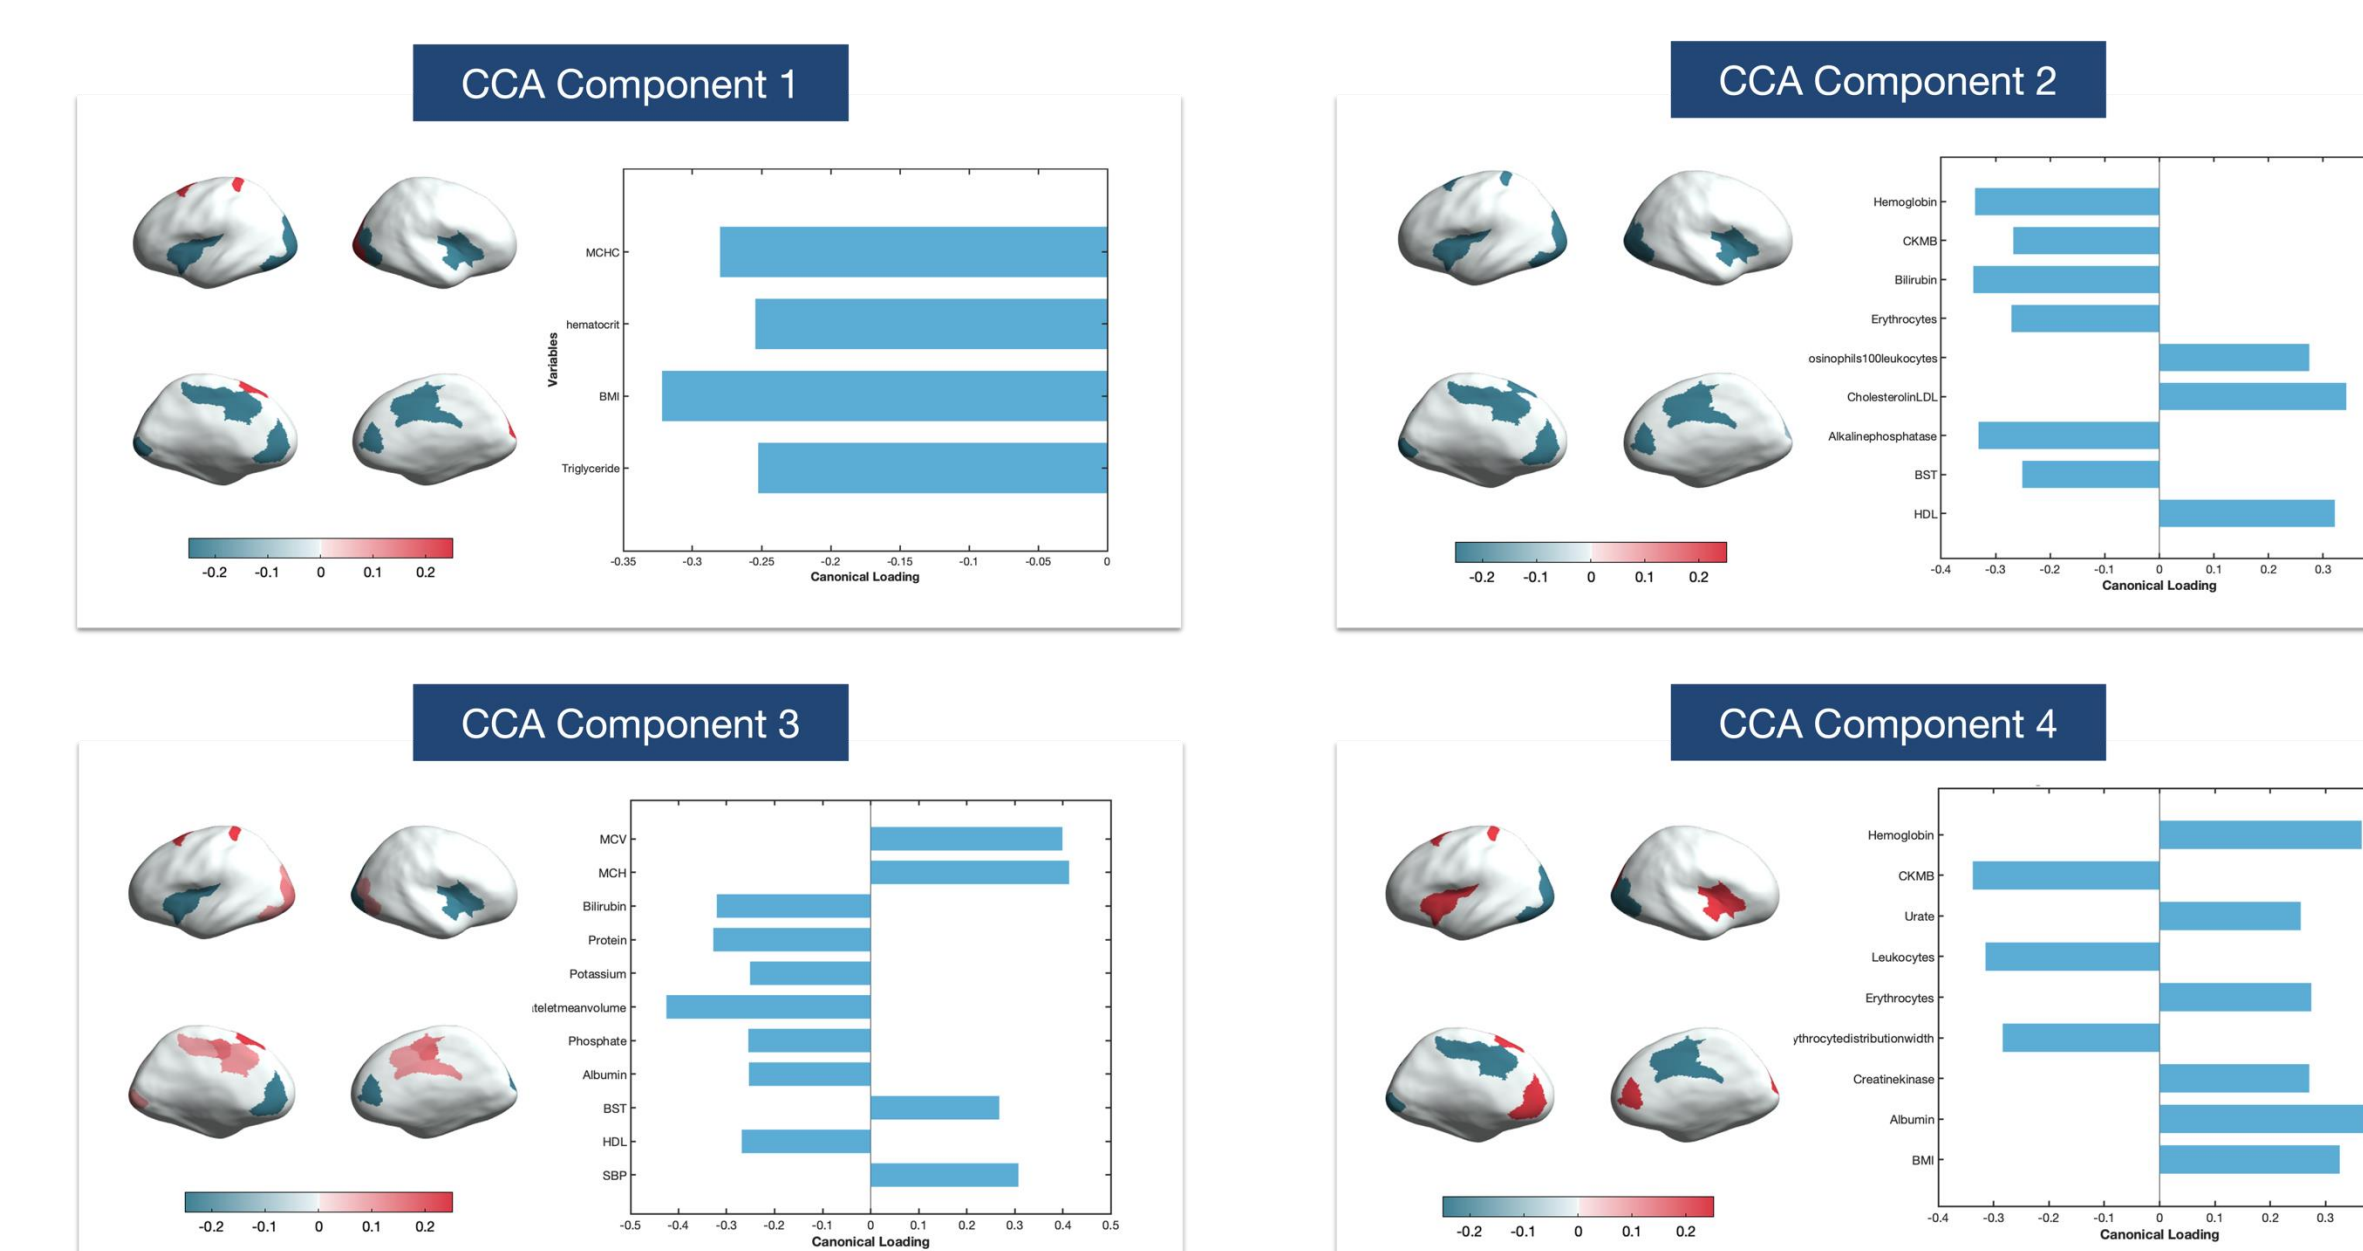 CCA Component 1
Variables
MCHC
hematocrit
BMI
Triglyceride
-0.35 -0.3 -0.25 -0.2 -0.15 -0.1 -0.05 0
Canonical Loading
-0.2 -0.1 0 0.1 0.2
CCA Component 2
Hemoglobin
CKMB
Bilirubin
Erythrocytes
osinophils100leukocytes
CholesterolinLDL
Alkalinephosphatase
BST
HDL
-0.4 -0.3 -0.2 -0.1 0 0.1 0.2 0.3
Canonical Loading
-0.2 -0.1 0 0.1 0.2
CCA Component 3
MCV
MCH
Bilirubin
Protein
Potassium
teletmeanvolume
Phosphate
Albumin
BST
HDL
SBP
-0.5 -0.4 -0.3 -0.2 -0.1 0 0.1 0.2 0.3 0.4 0.5
Canonical Loading
-0.2 -0.1 0 0.1 0.2
CCA Component 4
Hemoglobin
CKMB
Urate
Leukocytes
Erythrocytes
ythrocytedistributionwidth
Creatinekinase
Albumin
BMI
-0.4 -0.3 -0.2 -0.1 0 0.1 0.2 0.3
Canonical Loading
-0.2 -0.1 0 0.1 0.2